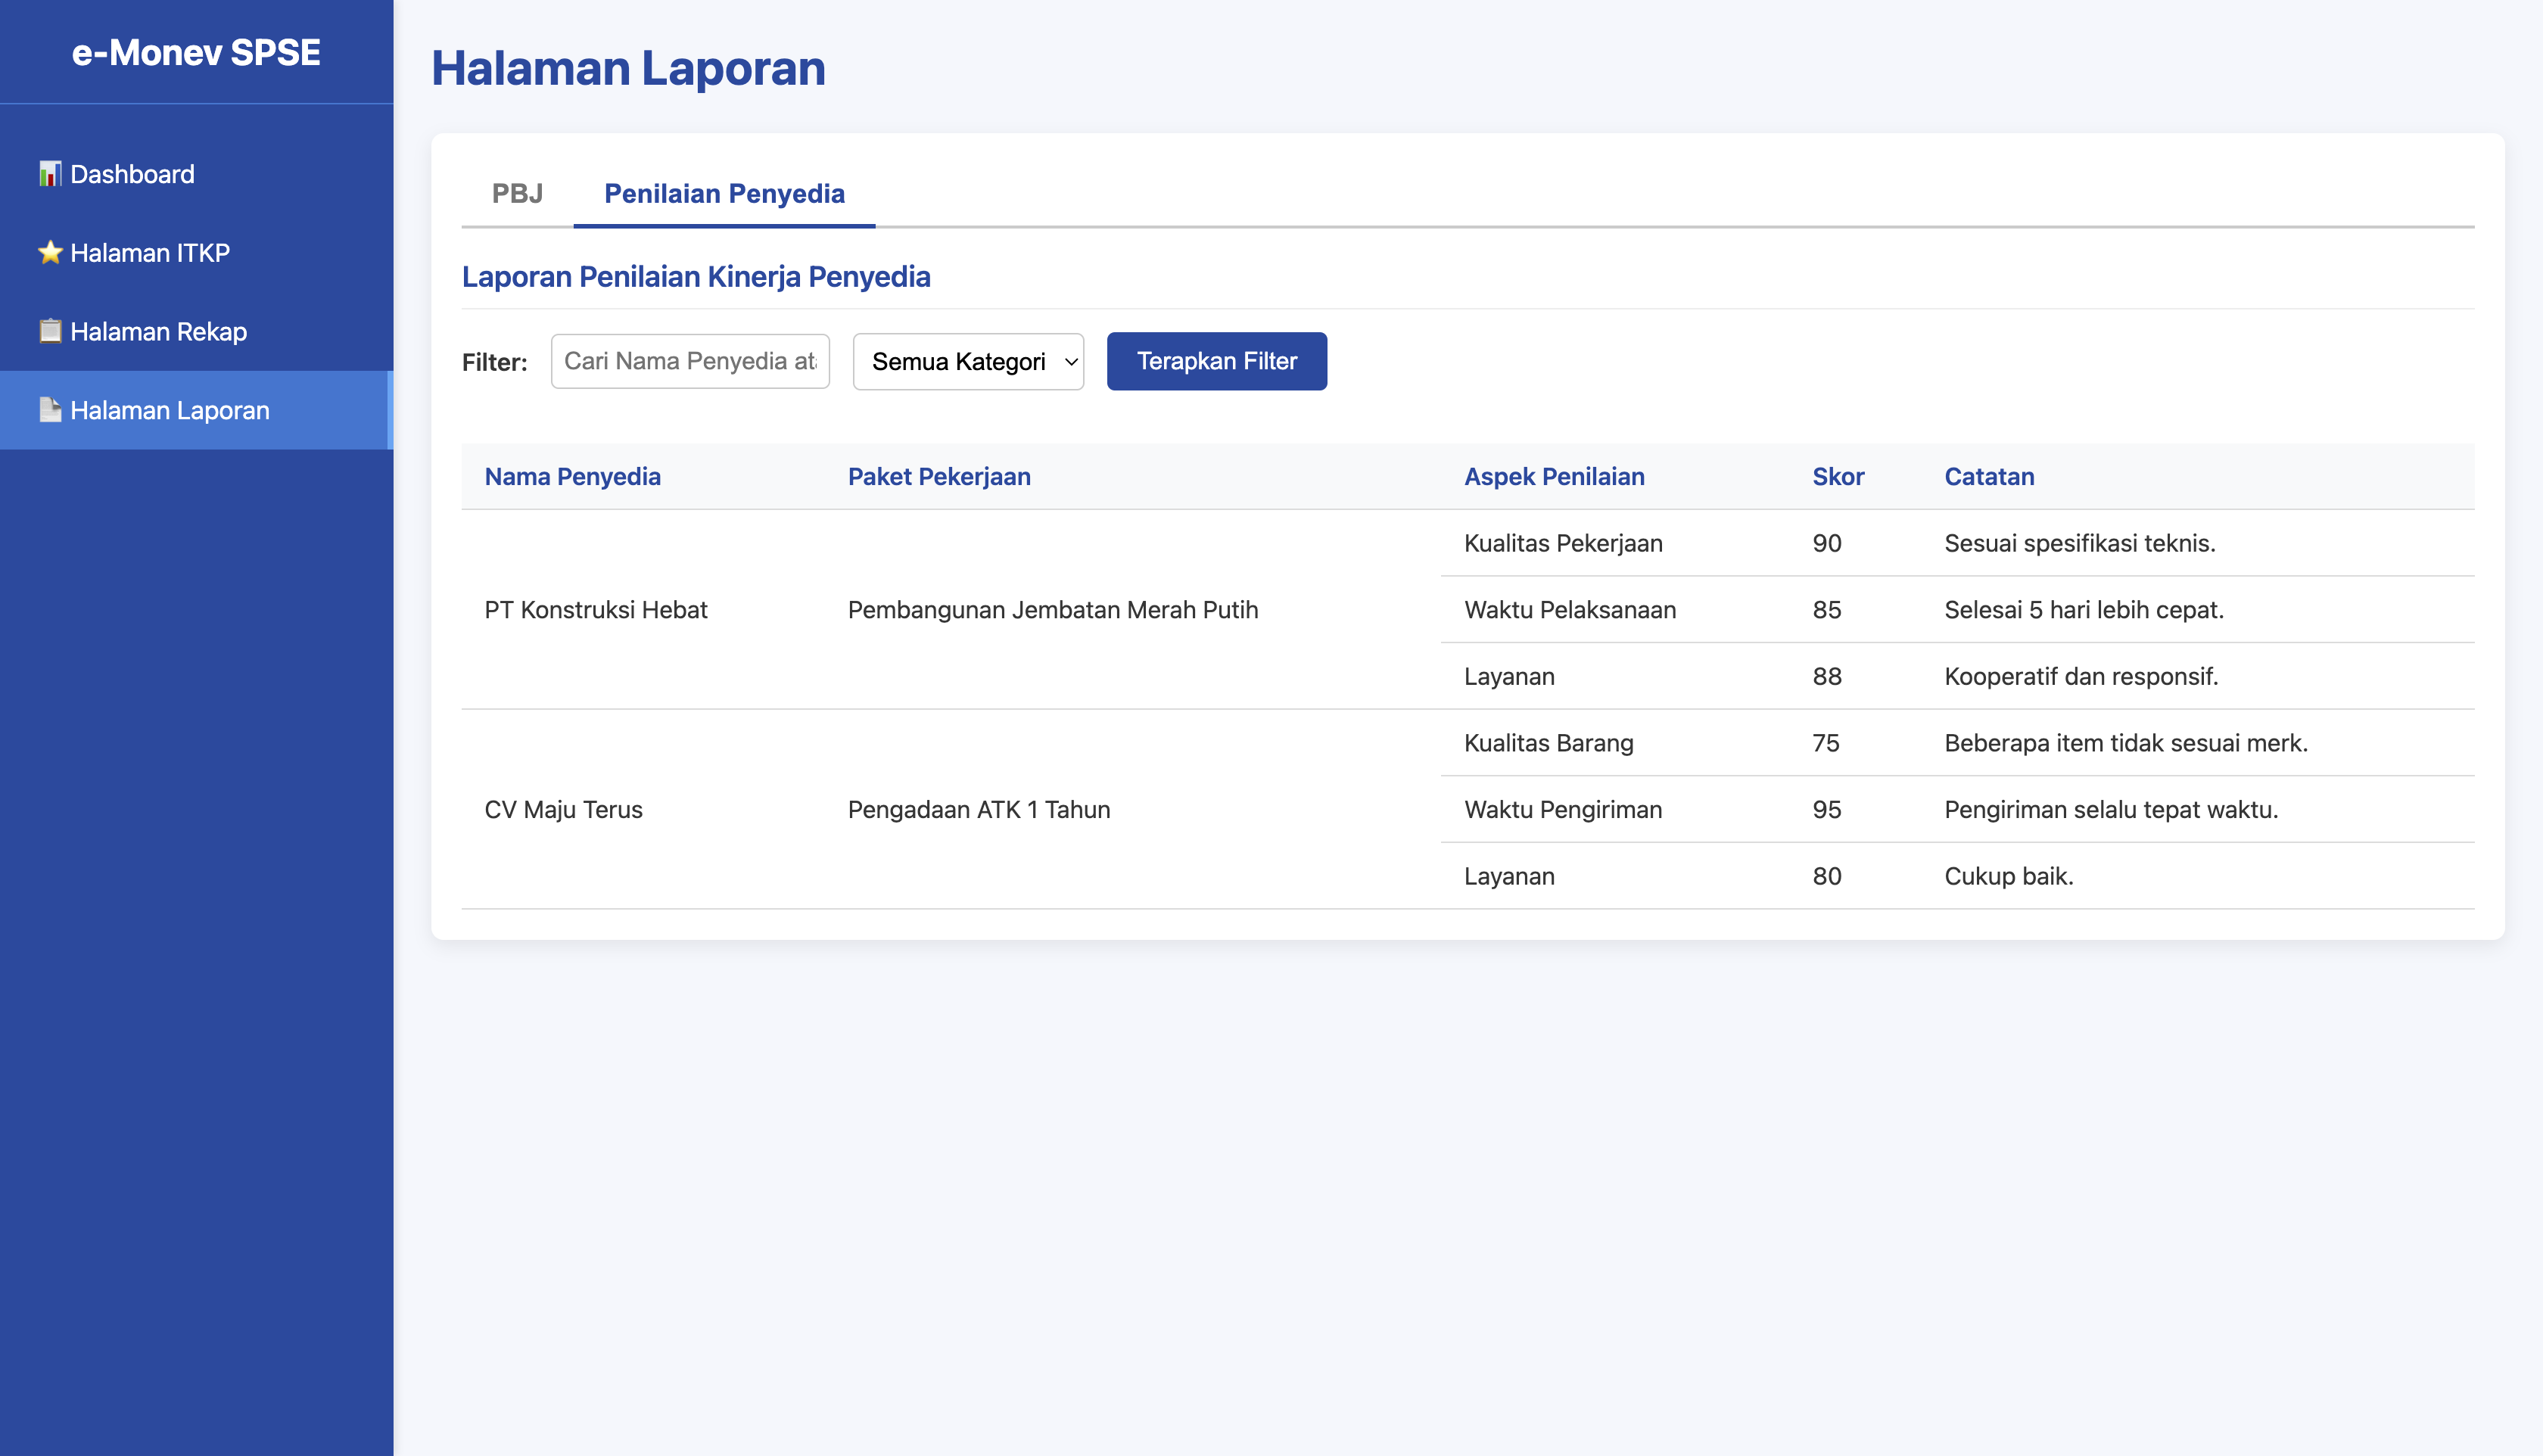 e-Monev SPSE
Dashboard
Halaman ITKP
Halaman Rekap
Halaman Laporan
Halaman Laporan
PBJ Penilaian Penyedia
Laporan Penilaian Kinerja Penyedia
Filter: Cari Nama Penyedia at Semua Kategori Terapkan Filter
Nama Penyedia Paket Pekerjaan Aspek Penilaian Skor Catatan
Kualitas Pekerjaan 90 Sesuai spesifikasi teknis.
PT Konstruksi Hebat Pembangunan Jembatan Merah Putih Waktu Pelaksanaan 85 Selesai 5 hari lebih cepat.
Layanan 88 Kooperatif dan responsif.
Kualitas Barang 75 Beberapa item tidak sesuai merk.
CV Maju Terus Pengadaan ATK 1 Tahun Waktu Pengiriman 95 Pengiriman selalu tepat waktu.
Layanan 80 Cukup baik.